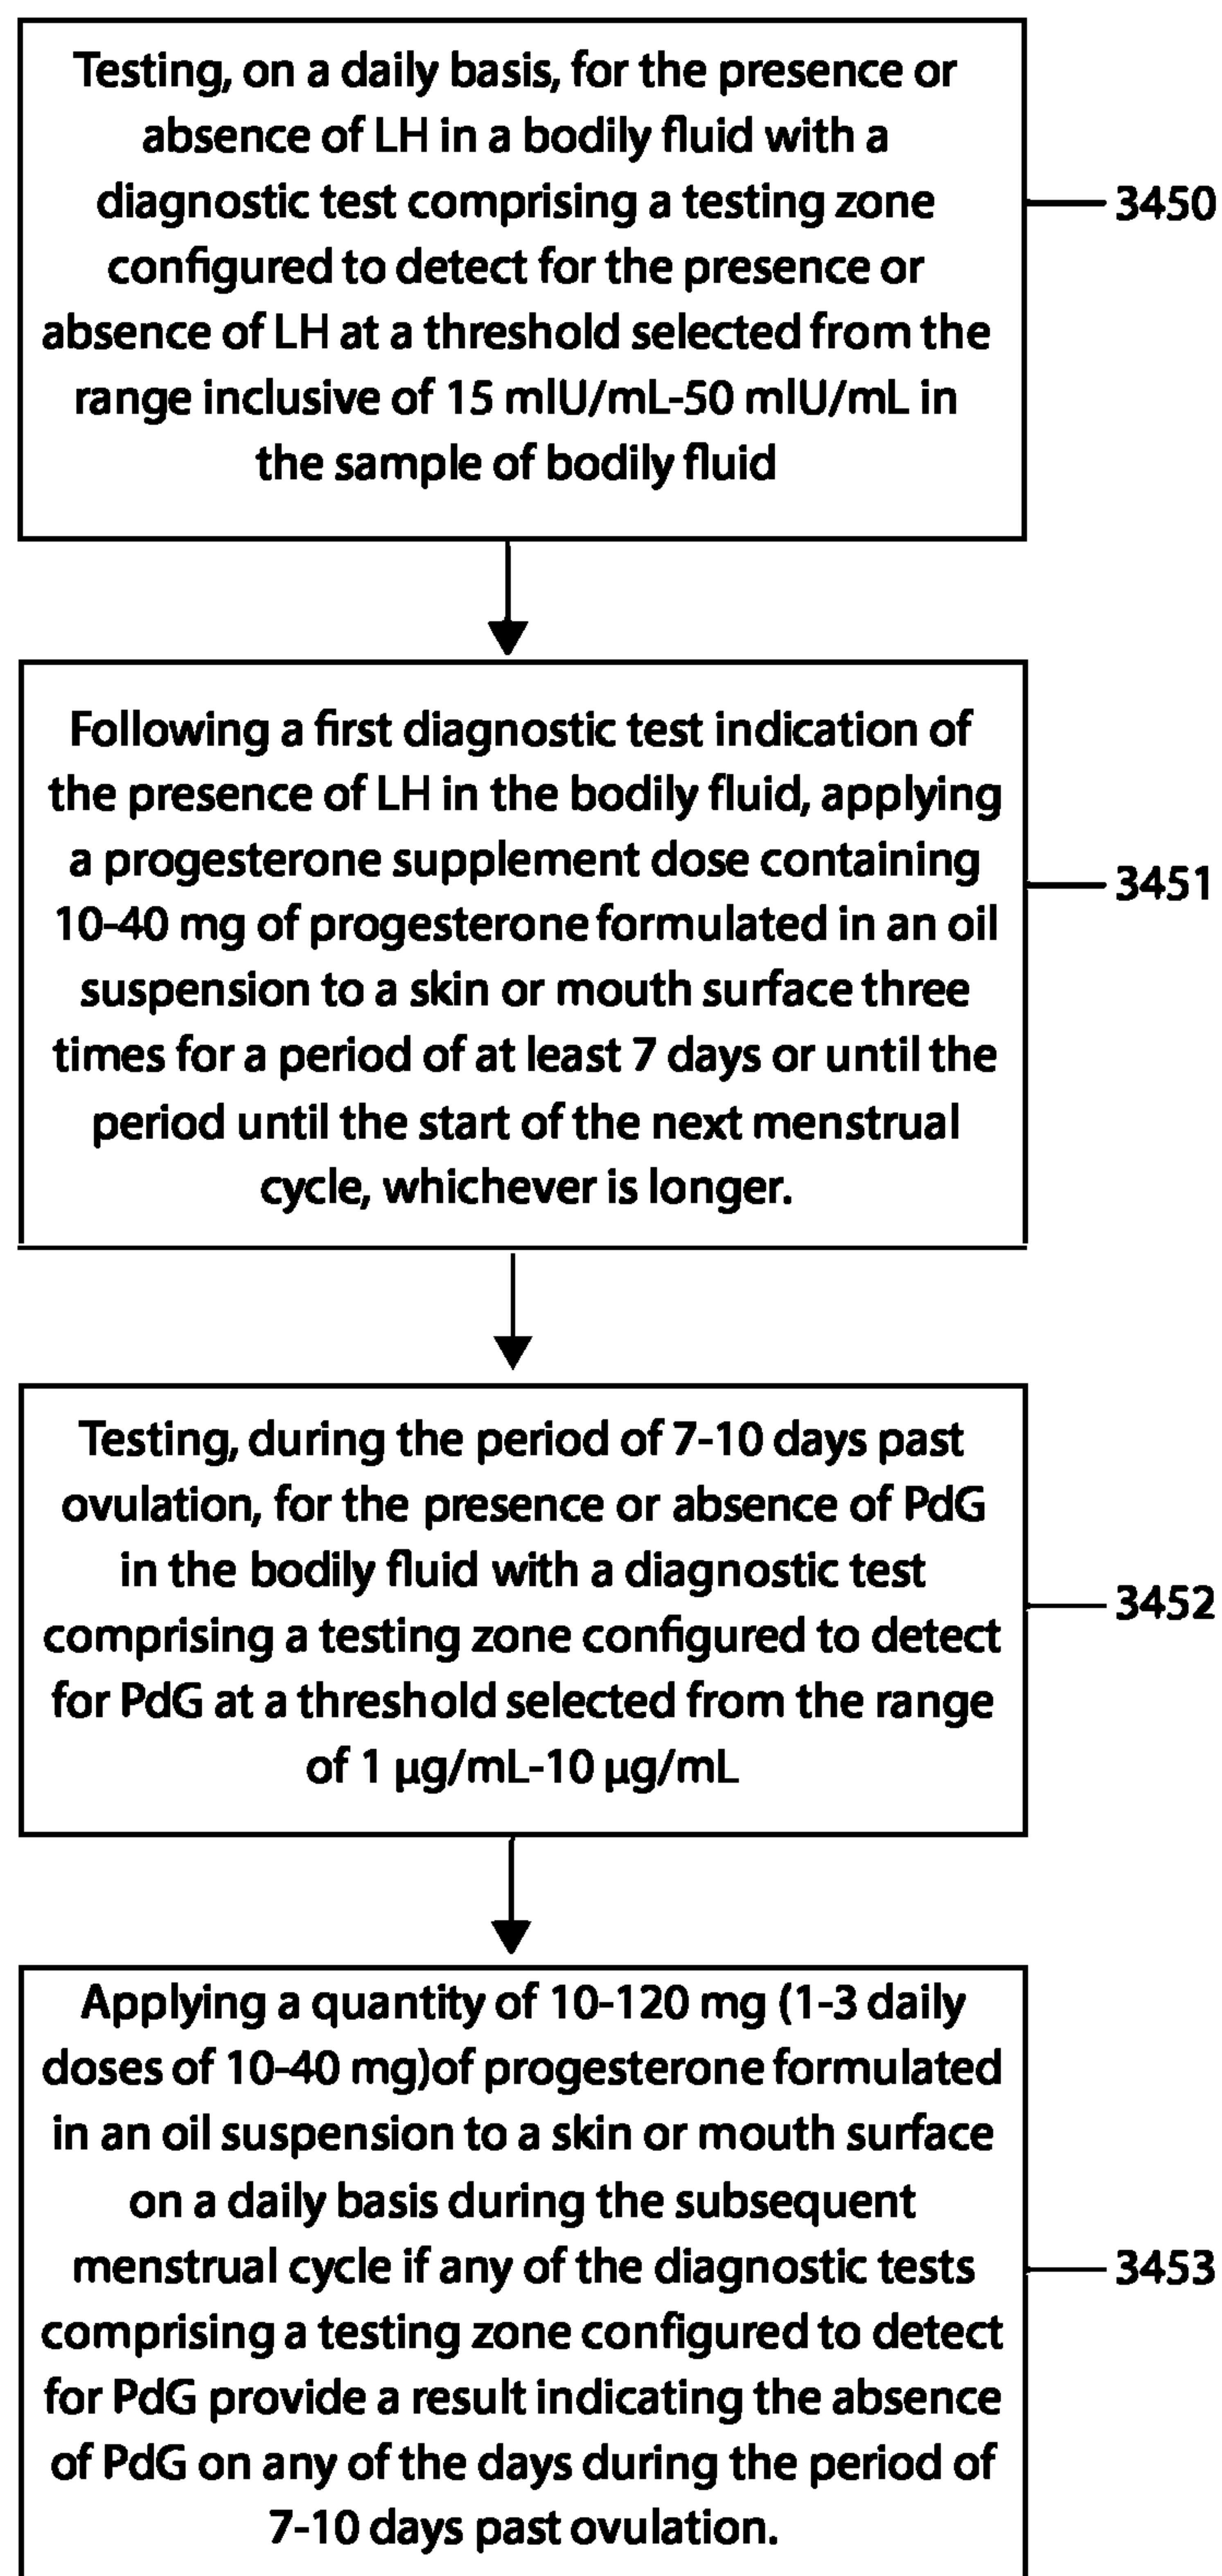 Testing, on a daily basis, for the presence or
absence of LH in a bodily fluid with a
diagnostic test comprising a testing zone
configured to detect for the presence or
absence of LH at a threshold selected from the
range inclusive of 15 mIU/mL-50 mIU/mL in
the sample of bodily fluid
3450
Following a first diagnostic test indication of
the presence of LH in the bodily fluid, applying
a progesterone supplement dose containing
10-40 mg of progesterone formulated in an oil
suspension to a skin or mouth surface three
times for a period of at least 7 days or until the
period until the start of the next menstrual
cycle, whichever is longer.
3451
Testing, during the period of 7-10 days past
ovulation, for the presence or absence of PdG
in the bodily fluid with a diagnostic test
comprising a testing zone configured to detect
for PdG at a threshold selected from the range
of 1 µg/mL-10 µg/mL
3452
Applying a quantity of 10-120 mg (1-3 daily
doses of 10-40 mg)of progesterone formulated
in an oil suspension to a skin or mouth surface
on a daily basis during the subsequent
menstrual cycle if any of the diagnostic tests
comprising a testing zone configured to detect
for PdG provide a result indicating the absence
of PdG on any of the days during the period of
7-10 days past ovulation.
3453